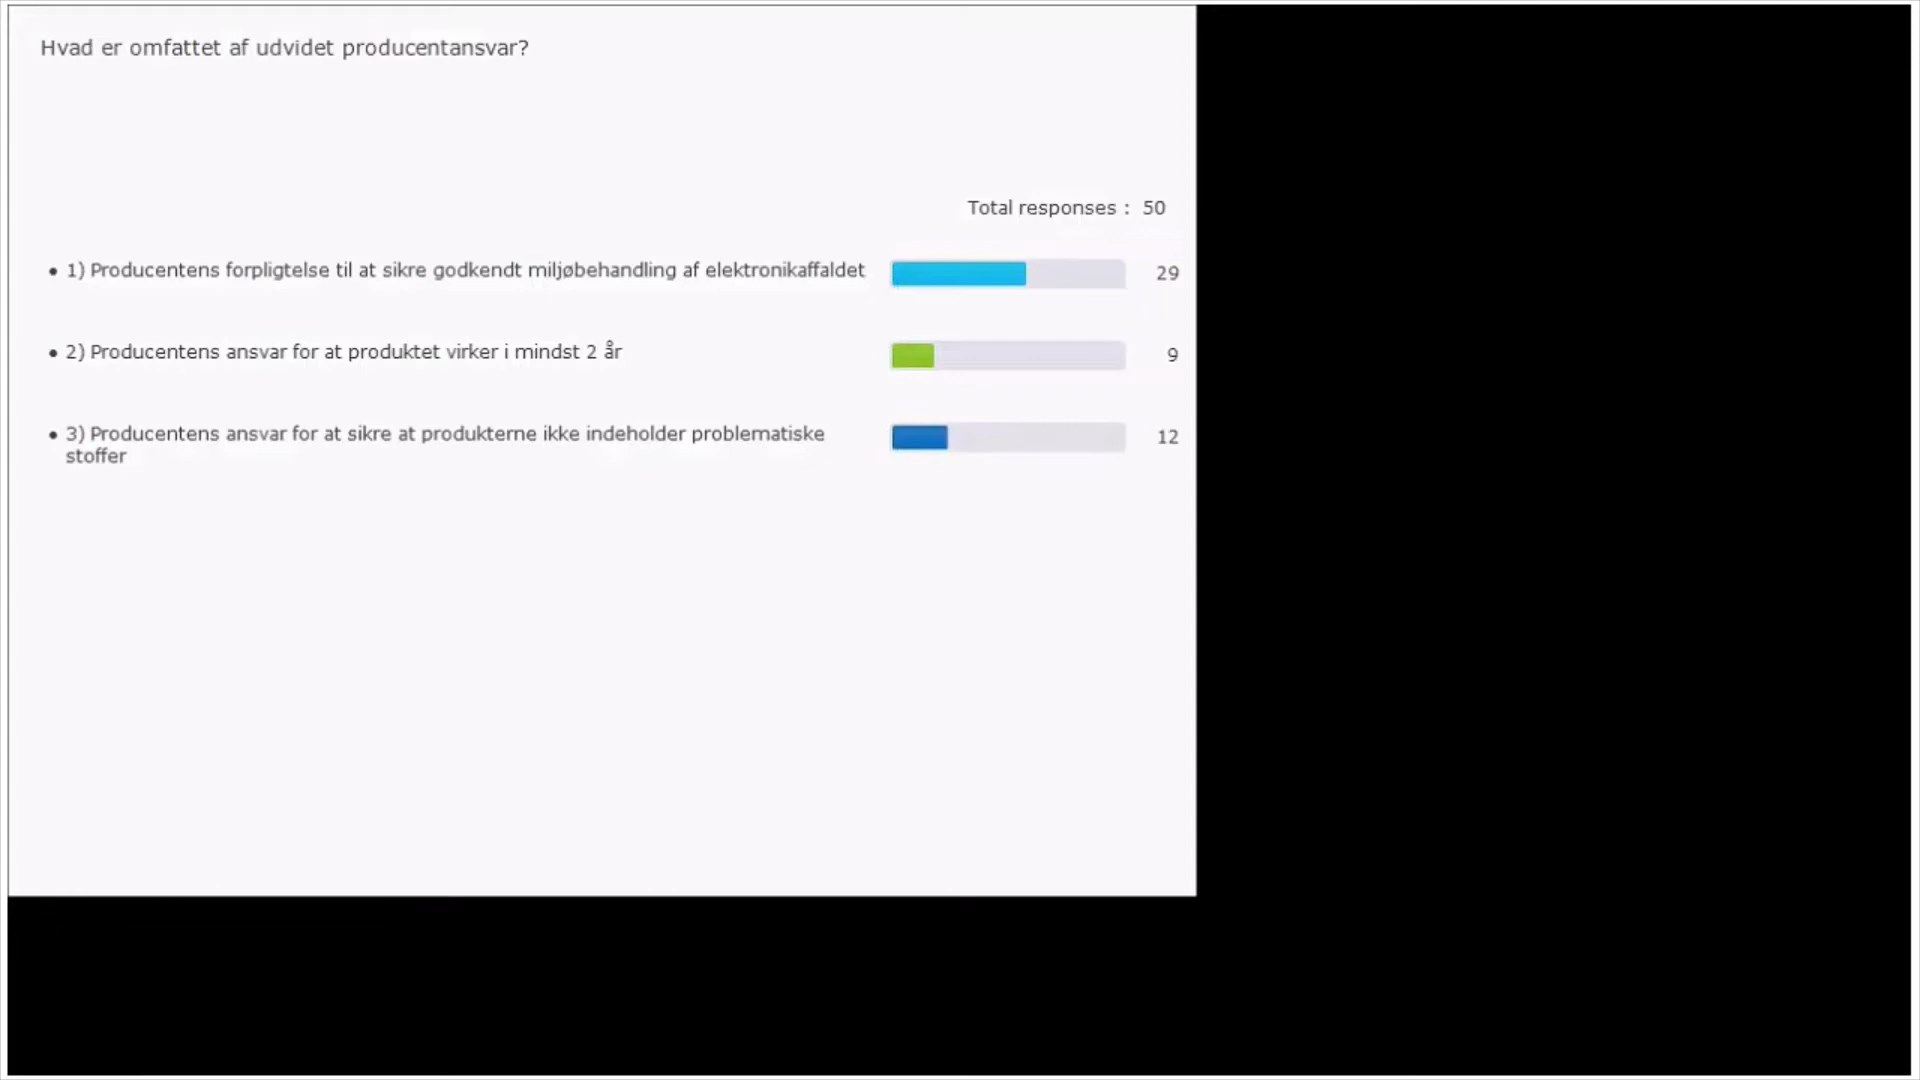 Hvad er omfattet af udvidet producentansvar?
Total responses : 50
• 1) Producentens forpligtelse til at sikre godkendt miljøbehandling af elektronikaffaldet 29
• 2) Producentens ansvar for at produktet virker i mindst 2 år 9
• 3) Producentens ansvar for at sikre at produkterne ikke indeholder problematiske 12
stoffer